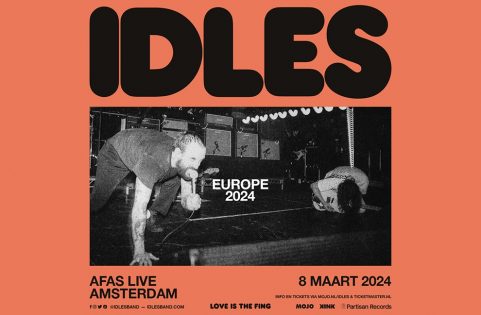 IDLES
EUROPE
2024
AFAS LIVE
AMSTERDAM
8 MAART 2024
INFO EN TICKETS VIA MOJO.NL/IDLES & TICKETMASTER.NL
@IDLESBAND — IDLESBAND.COM
LOVE IS THE FING
MOJO
XINK
Partisan Records